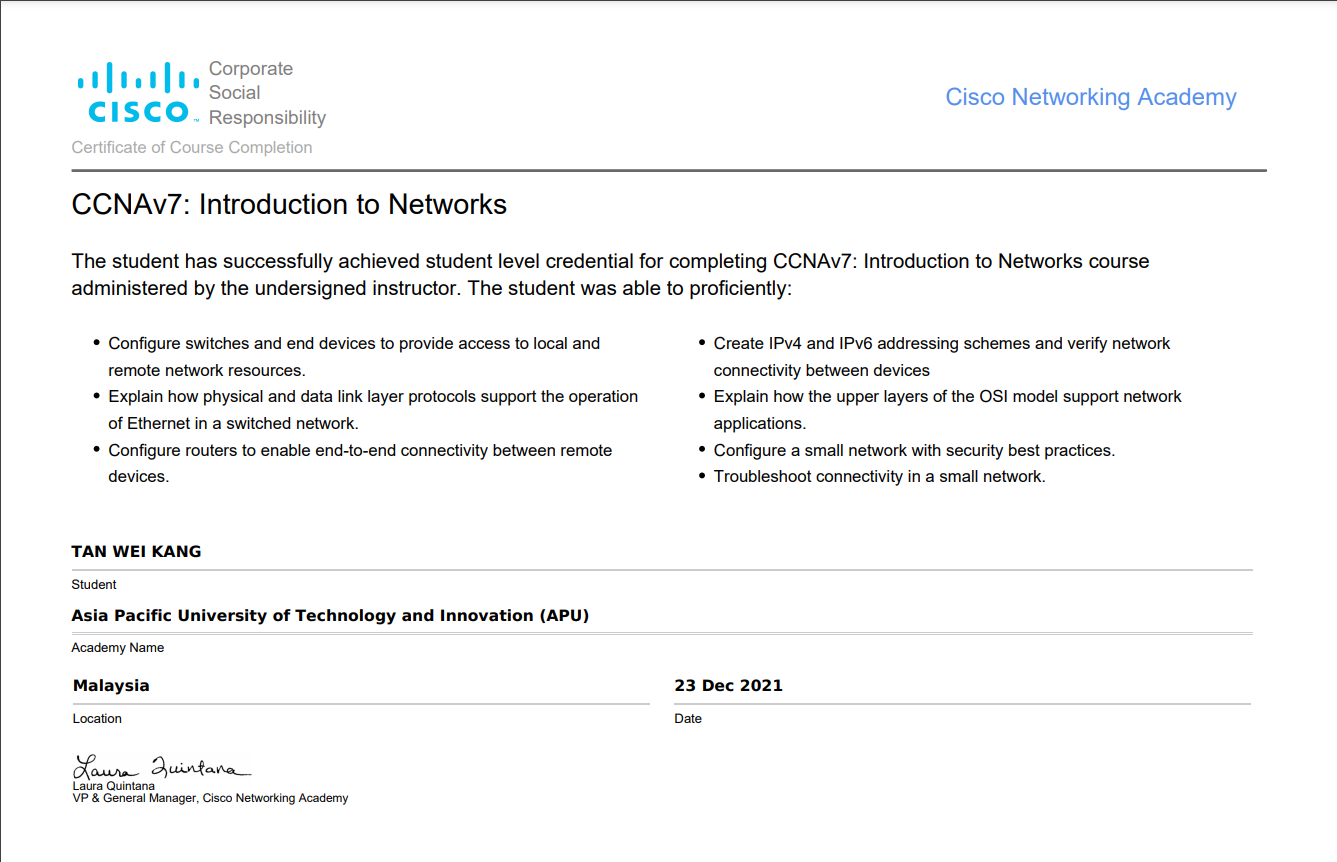 Corporate
Social
CISCO™ Responsibility
Cisco Networking Academy
Certificate of Course Completion
CCNAv7: Introduction to Networks
The student has successfully achieved student level credential for completing CCNAv7: Introduction to Networks course
administered by the undersigned instructor. The student was able to proficiently:
• Configure switches and end devices to provide access to local and
remote network resources.
• Explain how physical and data link layer protocols support the operation
of Ethernet in a switched network.
• Configure routers to enable end-to-end connectivity between remote
devices.
• Create IPv4 and IPv6 addressing schemes and verify network
connectivity between devices
• Explain how the upper layers of the OSI model support network
applications.
• Configure a small network with security best practices.
• Troubleshoot connectivity in a small network.
TAN WEI KANG
Student
Asia Pacific University of Technology and Innovation (APU)
Academy Name
Malaysia
Location
23 Dec 2021
Date
Laura Quintana
Laura Quintana
VP & General Manager, Cisco Networking Academy